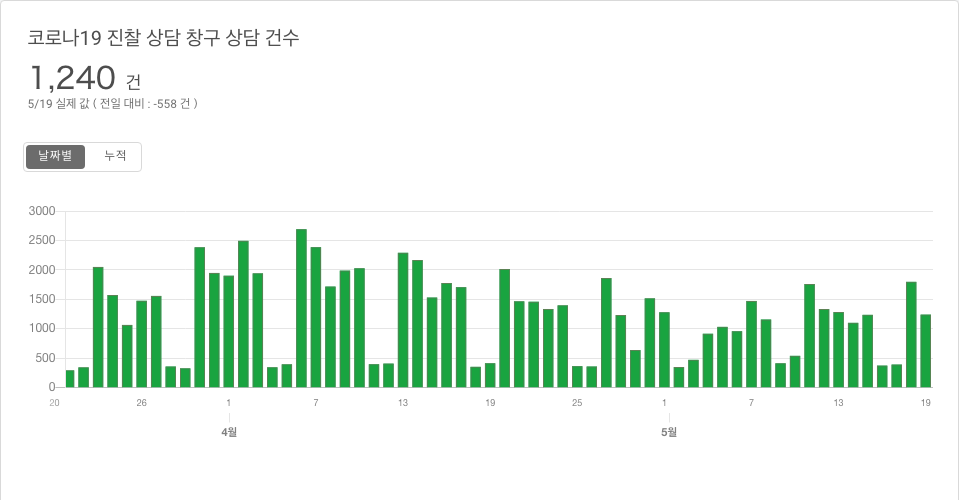 코로나19 진찰 상담 창구 상담 건수
1,240 건
5/19 실제 값 ( 전일 대비 : -558 건 )
날짜별 누적
3000
2500
2000
1500
1000
500
0
20 26 1 7 13 19 25 1 7 13 19
4월 5월